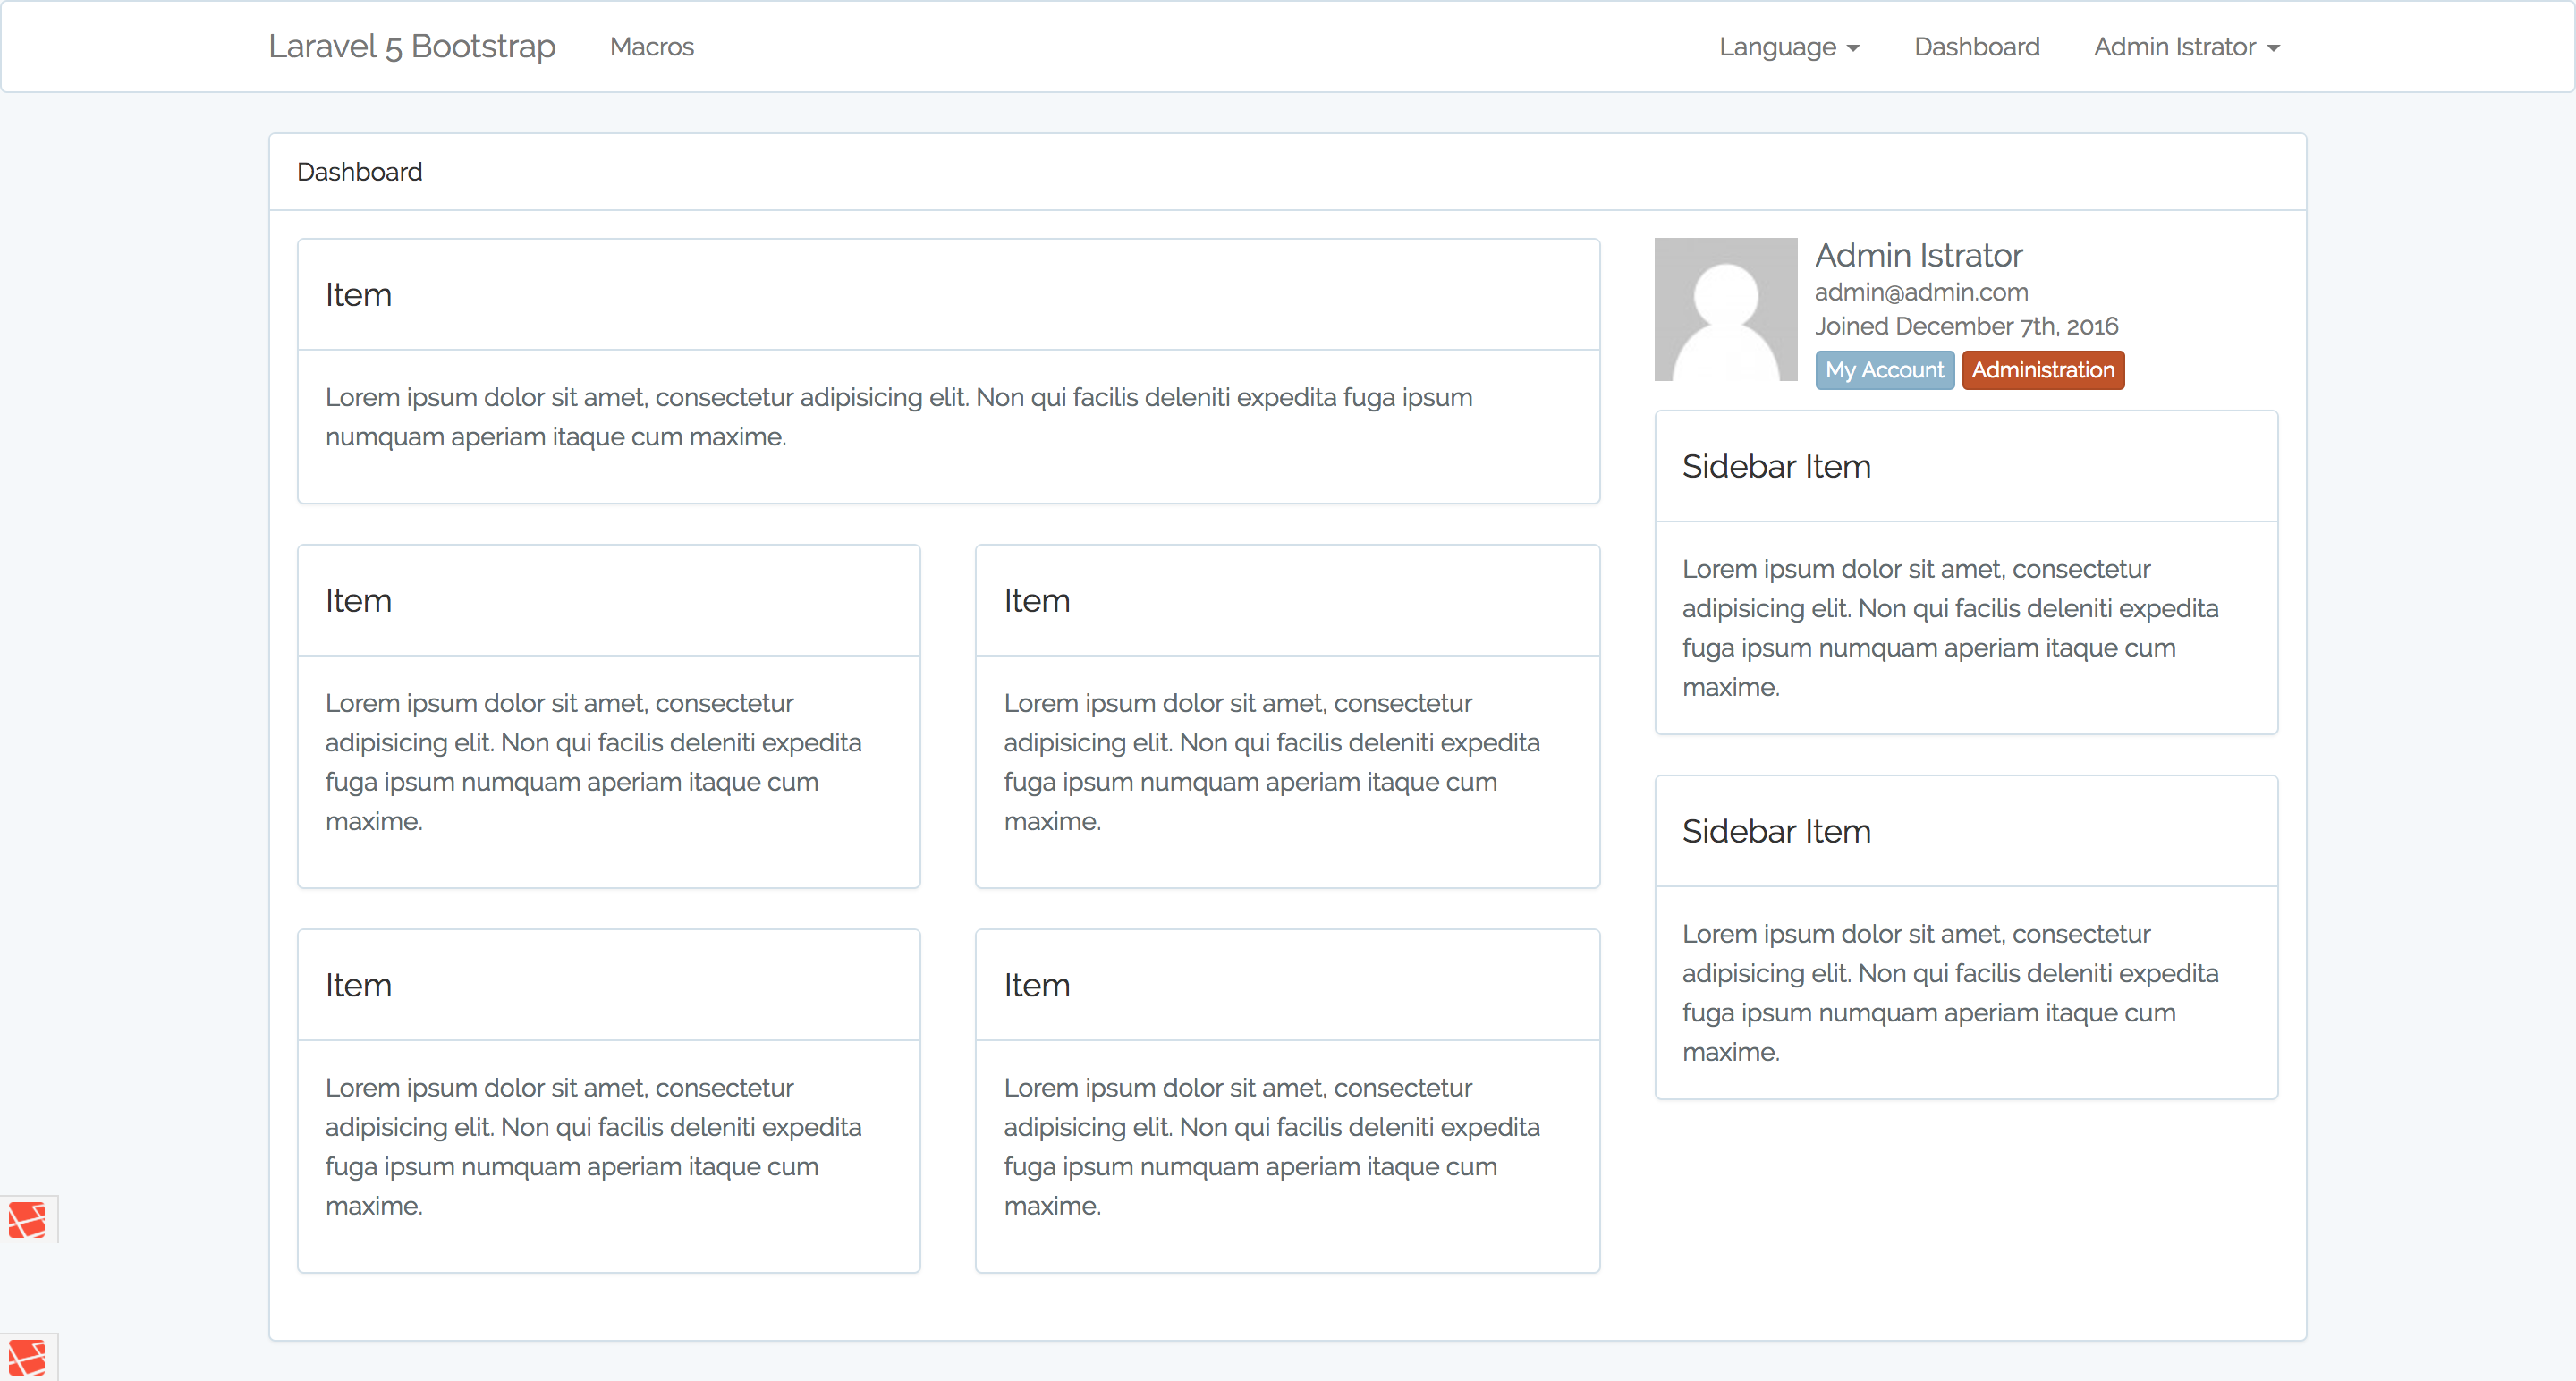 Laravel 5 Bootstrap
Macros
Language
Dashboard
Admin Istrator
Dashboard
Item
Lorem ipsum dolor sit amet, consectetur adipisicing elit. Non qui facilis deleniti expedita fuga ipsum
numquam aperiam itaque cum maxime.
Item
Lorem ipsum dolor sit amet, consectetur
adipisicing elit. Non qui facilis deleniti expedita
fuga ipsum numquam aperiam itaque cum
maxime.
Item
Lorem ipsum dolor sit amet, consectetur
adipisicing elit. Non qui facilis deleniti expedita
fuga ipsum numquam aperiam itaque cum
maxime.
Item
Lorem ipsum dolor sit amet, consectetur
adipisicing elit. Non qui facilis deleniti expedita
fuga ipsum numquam aperiam itaque cum
maxime.
Item
Lorem ipsum dolor sit amet, consectetur
adipisicing elit. Non qui facilis deleniti expedita
fuga ipsum numquam aperiam itaque cum
maxime.
Admin Istrator
admin@admin.com
Joined December 7th, 2016
My Account
Administration
Sidebar Item
Lorem ipsum dolor sit amet, consectetur
adipisicing elit. Non qui facilis deleniti expedita
fuga ipsum numquam aperiam itaque cum
maxime.
Sidebar Item
Lorem ipsum dolor sit amet, consectetur
adipisicing elit. Non qui facilis deleniti expedita
fuga ipsum numquam aperiam itaque cum
maxime.